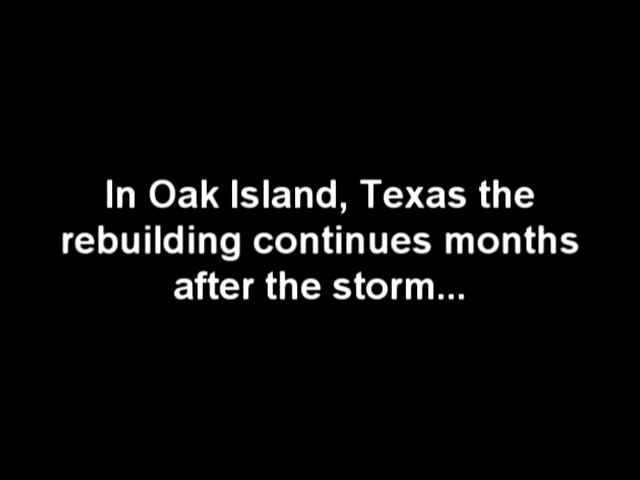 In Oak Island, Texas the
rebuilding continues months
after the storm...